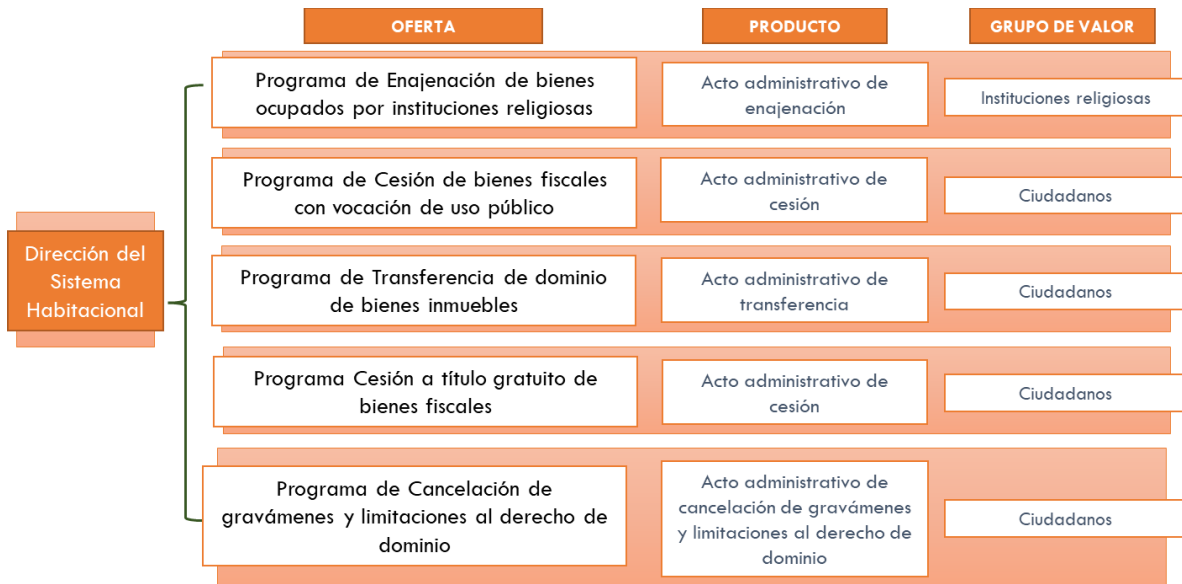 OFERTA
PRODUCTO
GRUPO DE VALOR
Programa de Enajenación de bienes
ocupados por instituciones religiosas
Acto administrativo de
enajenación
Instituciones religiosas
Programa de Cesión de bienes fiscales
con vocación de uso público
Acto administrativo de
cesión
Ciudadanos
Dirección del
Sistema
Habitacional
Programa de Transferencia de dominio
de bienes inmuebles
Acto administrativo de
transferencia
Ciudadanos
Programa Cesión a título gratuito de
bienes fiscales
Acto administrativo de
cesión
Ciudadanos
Programa de Cancelación de
gravámenes y limitaciones al derecho de
dominio
Acto administrativo de
cancelación de gravámenes
y limitaciones al derecho de
dominio
Ciudadanos